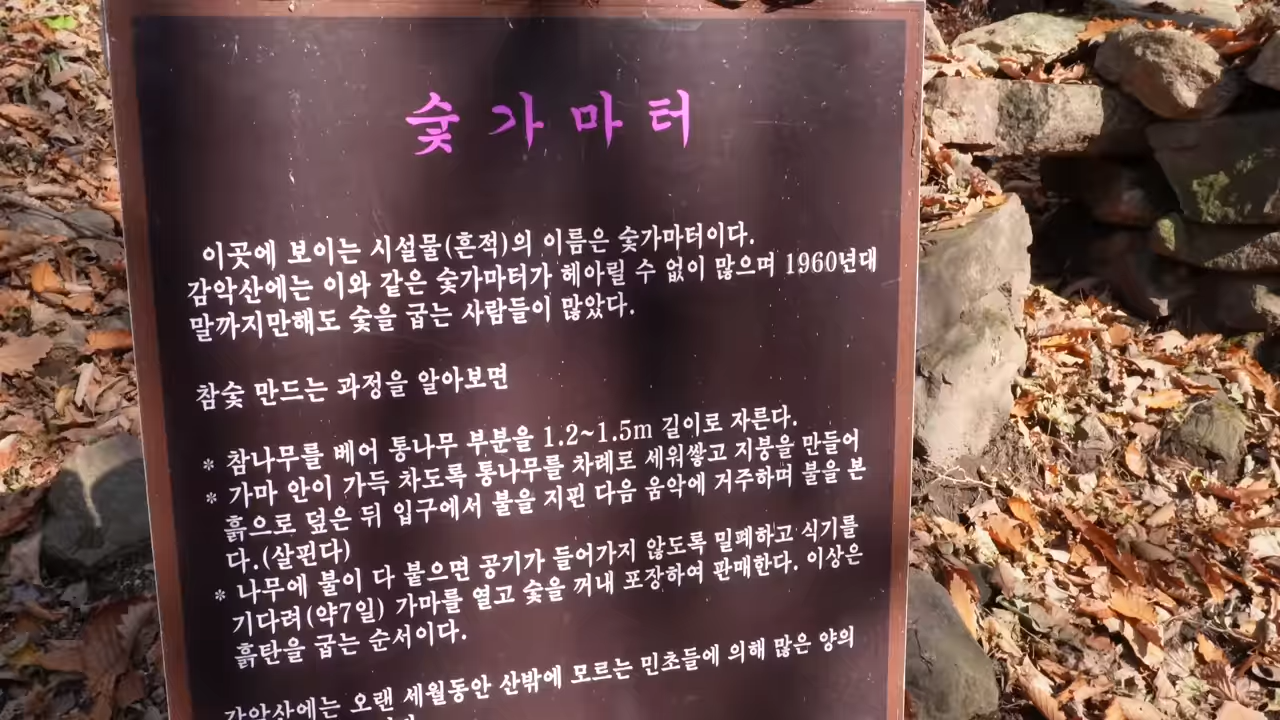 숯가마터
이곳에 보이는 시설물(흔적)의 이름은 숯가마터이다.
감악산에는 이와 같은 숯가마터가 헤아릴 수 없이 많으며 1960년대
말까지만해도 숯을 굽는 사람들이 많았다.
참숯 만드는 과정을 알아보면
* 참나무를 베어 통나무 부분을 1.2~1.5m 길이로 자른다.
* 가마 안이 가득 차도록 통나무를 차례로 세워쌓고 지붕을 만들어
흙으로 덮은 뒤 입구에서 불을 지핀 다음 움악에 거주하며 불을 본
다.(살핀다)
* 나무에 불이 다 붙으면 공기가 들어가지 않도록 밀폐하고 식기를
기다려(약7일) 가마를 열고 숯을 꺼내 포장하여 판매한다. 이상은
흙탄을 굽는 순서이다.
감악산에는 오랜 세월동안 산밖에 모르는 민초들에 의해 많은 양의